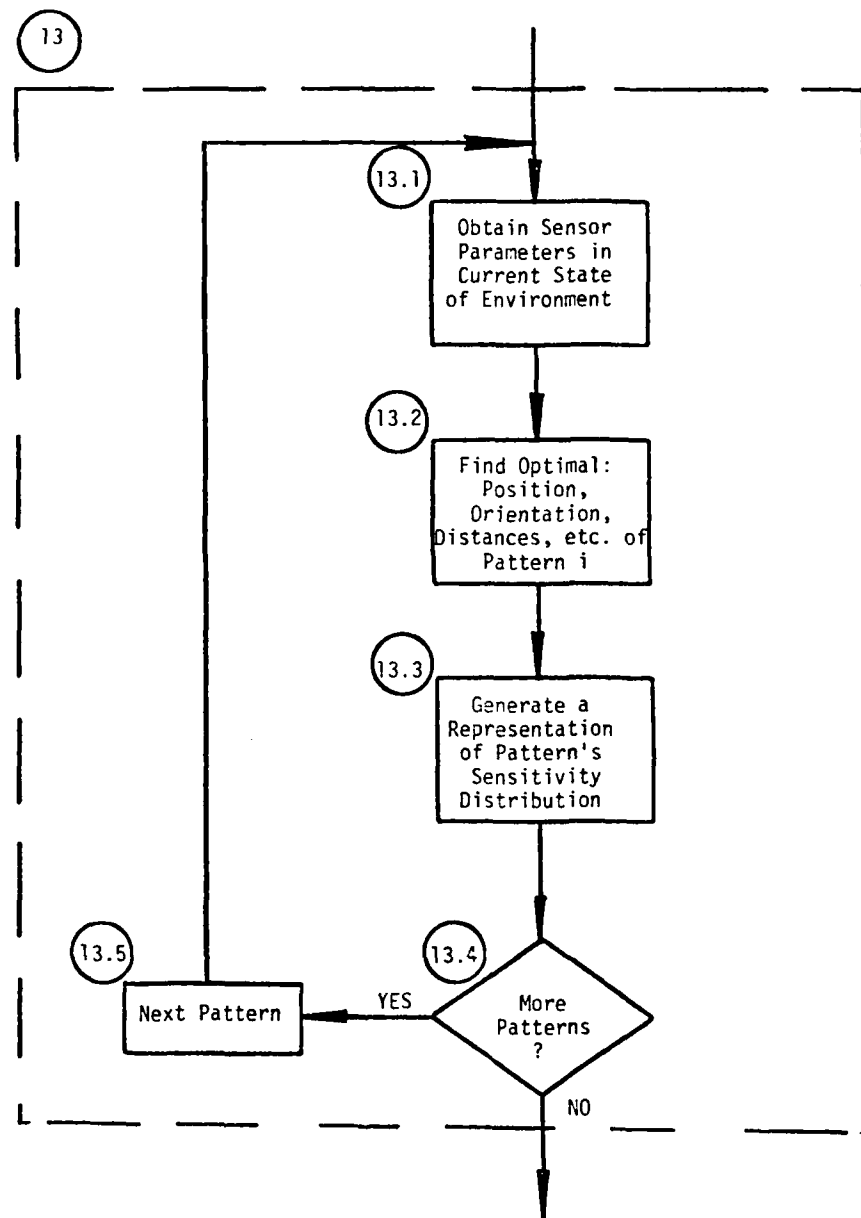 13
13.1
Obtain Sensor
Parameters in
Current State
of Environment
13.2
Find Optimal:
Position,
Orientation,
Distances, etc. of
Pattern i
13.3
Generate a
Representation
of Pattern's
Sensitivity
Distribution
13.5
13.4
Next Pattern
YES
More
Patterns
?
NO